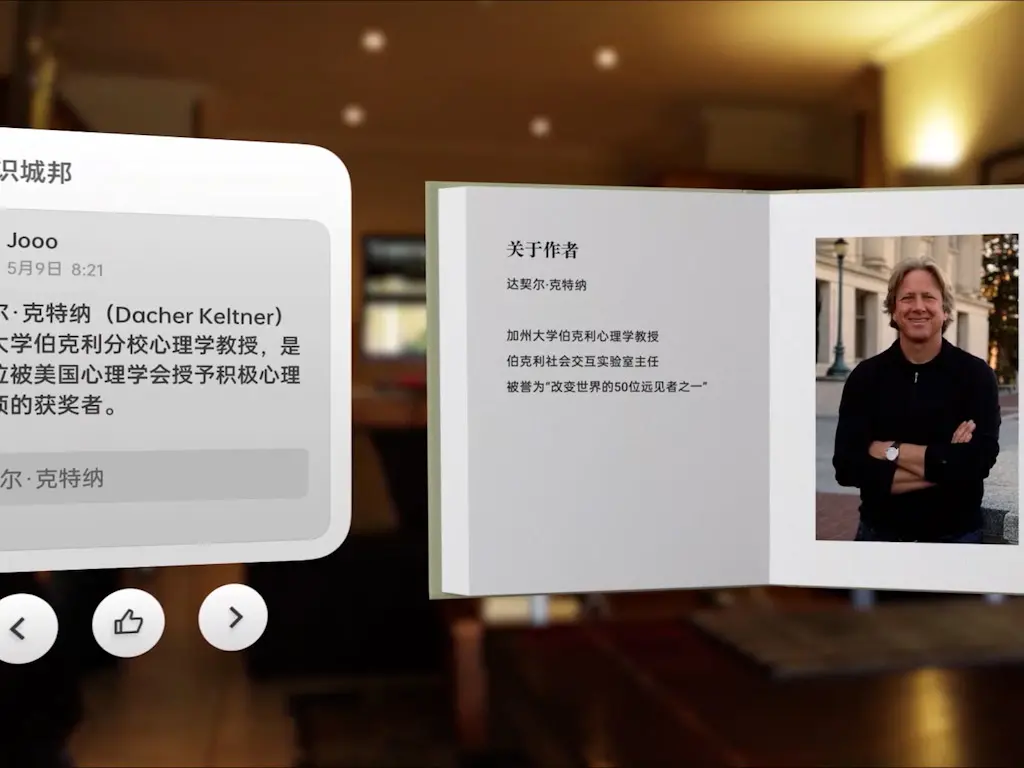 识城邦
Jooo
5月9日 8:21
尔·克特纳（Dacher Keltner）
大学伯克利分校心理学教授，是
位被美国心理学会授予积极心理
项的获奖者。
尔·克特纳
关于作者
达契尔·克特纳
加州大学伯克利心理学教授
伯克利社会交互实验室主任
被誉为“改变世界的50位远见者之一”